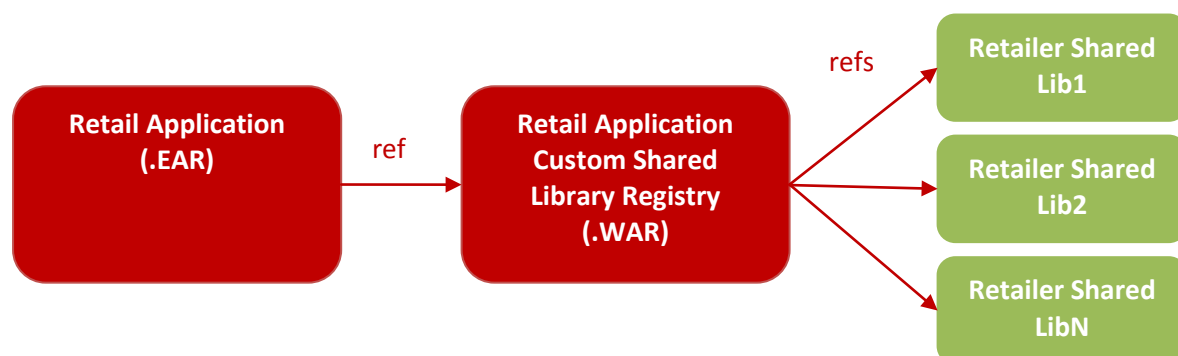 Retail Application
(.EAR)
ref
Retail Application
Custom Shared
Library Registry
(.WAR)
refs
Retailer Shared
Lib1
Retailer Shared
Lib2
Retailer Shared
LibN